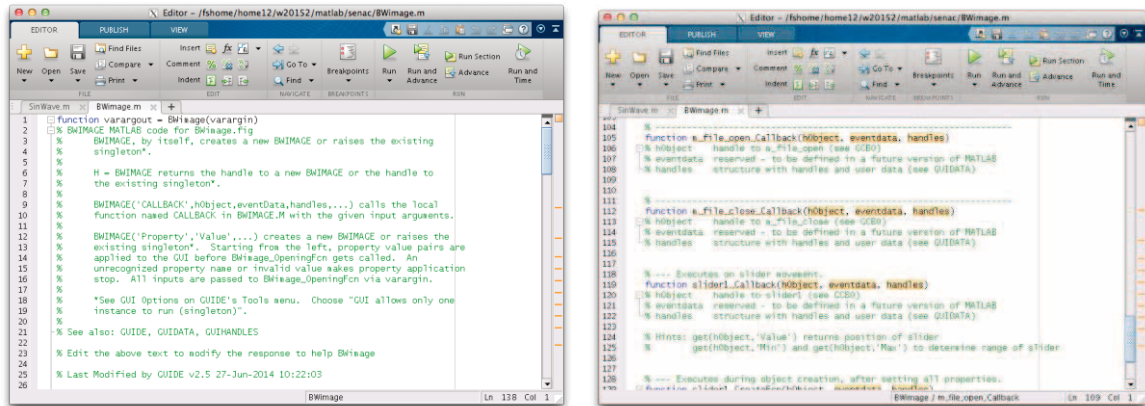 Editor - /fshome/home12/w20152/matlab/senac/BWimage.m
EDITOR PUBLISH VIEW
New Open Save
Find Files
Compare
Print
Insert fx
Comment
Indent
Go To
Find
Breakpoints
Run Run and Advance
Run Section
Advance
Run and Time
FILE EDIT NAVIGATE BREAKPOINTS RUN
SinWave.m BWimage.m +
1 function varargout = BWimage(varargin)
2 % BWIMAGE MATLAB code for BWimage.fig
3 % BWIMAGE, by itself, creates a new BWIMAGE or raises the existing
4 % singleton*.
5 %
6 % H = BWIMAGE returns the handle to a new BWIMAGE or the handle to
7 % the existing singleton*.
8 %
9 % BWIMAGE('CALLBACK',hObject,eventData,handles,...) calls the local
10 % function named CALLBACK in BWIMAGE.M with the given input arguments.
11 %
12 % BWIMAGE('Property','Value',...) creates a new BWIMAGE or raises the
13 % existing singleton*. Starting from the left, property value pairs are
14 % applied to the GUI before BWimage_OpeningFcn gets called. An
15 % unrecognized property name or invalid value makes property application
16 % stop. All inputs are passed to BWimage_OpeningFcn via varargin.
17 %
18 % *See GUI Options on GUIDE's Tools menu. Choose "GUI allows only one
19 % instance to run (singleton)".
20 %
21 % See also: GUIDE, GUIDATA, GUIHANDLES
22
23 % Edit the above text to modify the response to help BWimage
24
25 % Last Modified by GUIDE v2.5 27-Jun-2014 10:22:03
26
BWimage Ln 138 Col 1
Editor - /fshome/home12/w20152/matlab/senac/BWimage.m
EDITOR PUBLISH VIEW
New Open Save
Find Files
Compare
Print
Insert fx
Comment
Indent
Go To
Find
Breakpoints
Run Run and Advance
Run Section
Advance
Run and Time
FILE EDIT NAVIGATE BREAKPOINTS RUN
SinWave.m BWimage.m +
104 % --------------------------------------------------------------------
105 function m_file_open_Callback(hObject, eventdata, handles)
106 % hObject handle to m_file_open (see GCBO)
107 % eventdata reserved - to be defined in a future version of MATLAB
108 % handles structure with handles and user data (see GUIDATA)
109
110
111 % --------------------------------------------------------------------
112 function m_file_close_Callback(hObject, eventdata, handles)
113 % hObject handle to m_file_close (see GCBO)
114 % eventdata reserved - to be defined in a future version of MATLAB
115 % handles structure with handles and user data (see GUIDATA)
116
117
118 % --- Executes on slider movement.
119 function slider1_Callback(hObject, eventdata, handles)
120 % hObject handle to slider1 (see GCBO)
121 % eventdata reserved - to be defined in a future version of MATLAB
122 % handles structure with handles and user data (see GUIDATA)
123
124 % Hints: get(hObject,'Value') returns position of slider
125 % get(hObject,'Min') and get(hObject,'Max') to determine range of slider
126
127
128 % --- Executes during object creation, after setting all properties.
129 function slider1_CreateFcn(hObject, eventdata, handles)
BWimage / m_file_open_Callback Ln 109 Col 1